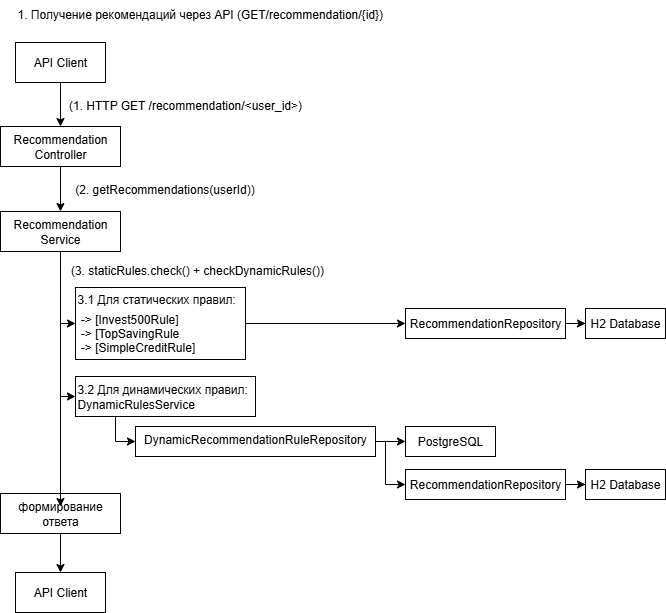 1. Получение рекомендаций через API (GET/recommendation/{id})
API Client
(1. HTTP GET /recommendation/<user_id>)
Recommendation
Controller
(2. getRecommendations(userId))
Recommendation
Service
(3. staticRules.check() + checkDynamicRules())
3.1 Для статических правил:
-> [Invest500Rule]
-> [TopSavingRule
-> [SimpleCreditRule]
RecommendationRepository
H2 Database
3.2 Для динамических правил:
DynamicRulesService
DynamicRecommendationRuleRepository
PostgreSQL
RecommendationRepository
H2 Database
формирование
ответа
API Client